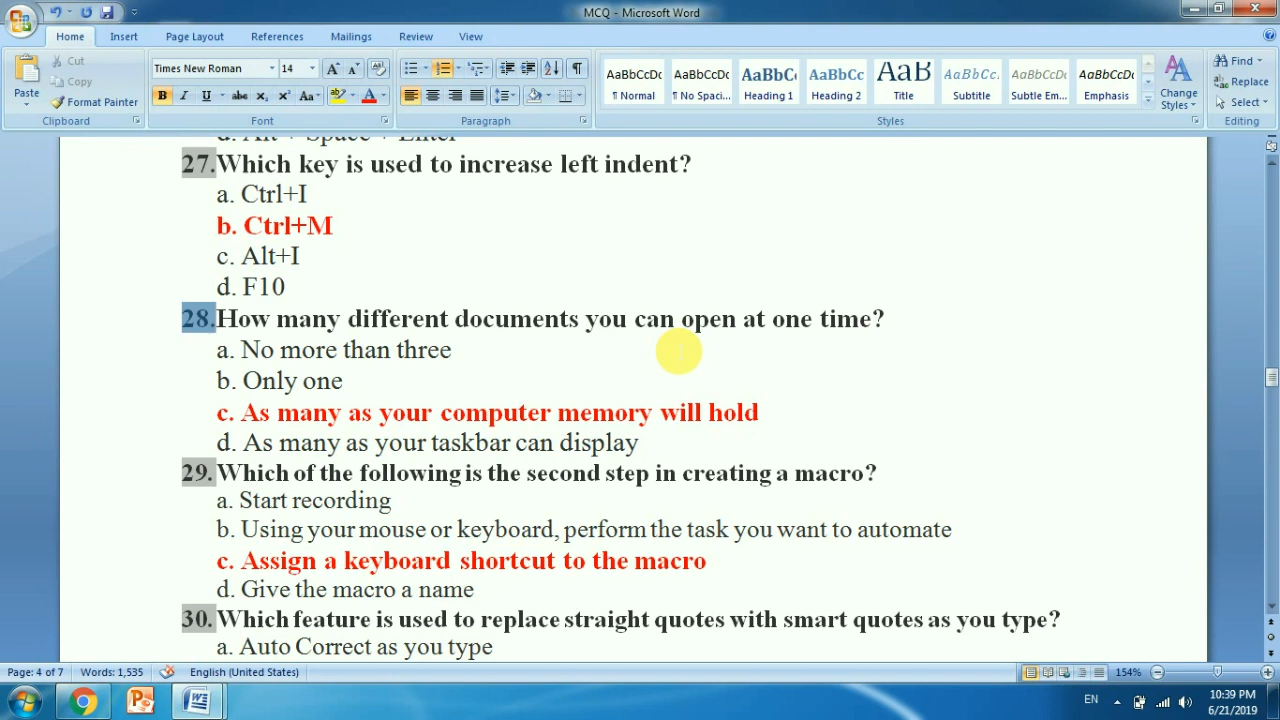 MCQ - Microsoft Word
Home Insert Page Layout References Mailings Review View
Paste
Cut
Copy
Format Painter
Clipboard
Times New Roman 14
B I U abc x₂ x² Aa
Font
Paragraph
AaBbCcDc AaBbCcDc AaBbC AaBbCc AaB AaBbCc. AaBbCcDc AaBbCcDc
¶ Normal ¶ No Spaci... Heading 1 Heading 2 Title Subtitle Subtle Em... Emphasis
Change Styles
Styles
Find
Replace
Select
Editing
d. Alt + Space + Enter
27. Which key is used to increase left indent?
a. Ctrl+I
b. Ctrl+M
c. Alt+I
d. F10
28. How many different documents you can open at one time?
a. No more than three
b. Only one
c. As many as your computer memory will hold
d. As many as your taskbar can display
29. Which of the following is the second step in creating a macro?
a. Start recording
b. Using your mouse or keyboard, perform the task you want to automate
c. Assign a keyboard shortcut to the macro
d. Give the macro a name
30. Which feature is used to replace straight quotes with smart quotes as you type?
a. Auto Correct as you type
Page: 4 of 7 Words: 1,535 English (United States) 154%
EN 10:39 PM
6/21/2019